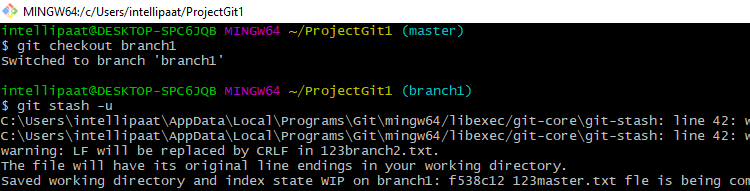 MINGW64:/c/Users/intellipaat/ProjectGit1
intellipaat@DESKTOP-SPC6JQB MINGW64 ~/ProjectGit1 (master)
$ git checkout branch1
Switched to branch 'branch1'
intellipaat@DESKTOP-SPC6JQB MINGW64 ~/ProjectGit1 (branch1)
$ git stash -u
C:\Users\intellipaat\AppData\Local\Programs\Git\mingw64/libexec/git-core\git-stash: line 42:
C:\Users\intellipaat\AppData\Local\Programs\Git\mingw64/libexec/git-core\git-stash: line 42:
warning: LF will be replaced by CRLF in 123branch2.txt.
The file will have its original line endings in your working directory.
Saved working directory and index state WIP on branch1: f538c12 123master.txt fle is being